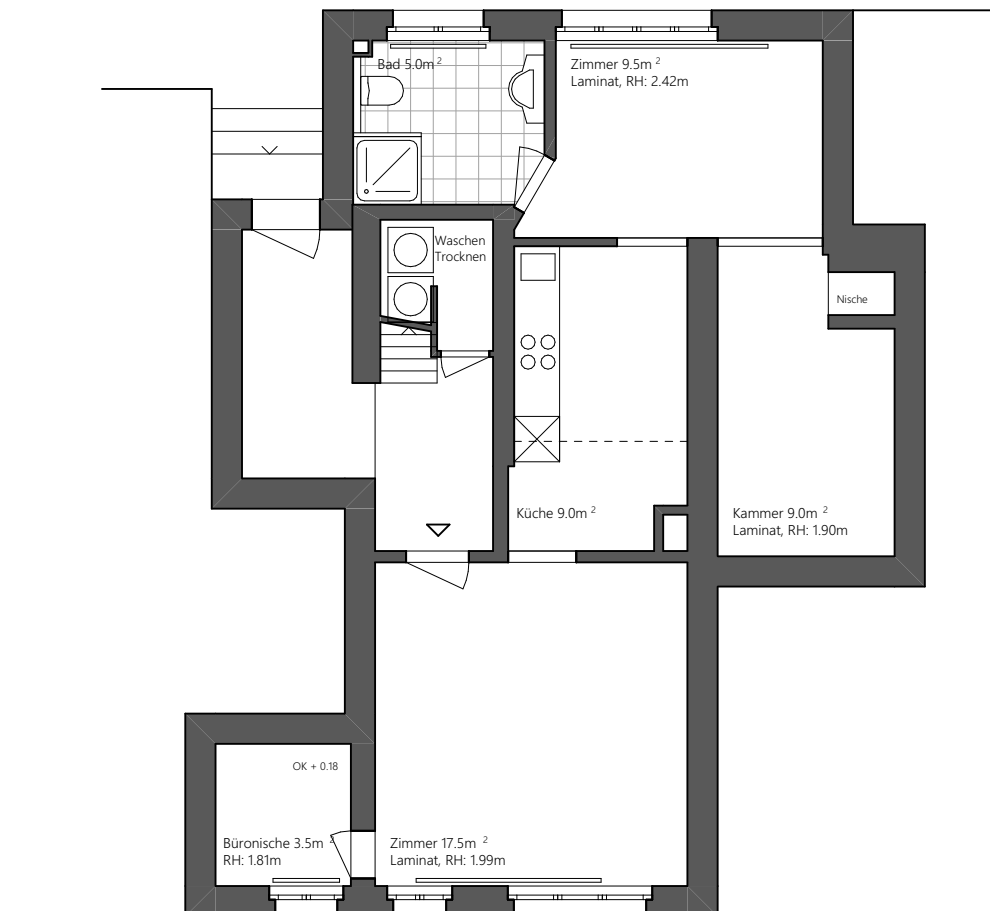 Bad 5.0m ²
Zimmer 9.5m ²
Laminat, RH: 2.42m
Waschen
Trocknen
Nische
Küche 9.0m ²
Kammer 9.0m ²
Laminat, RH: 1.90m
OK + 0.18
Büronische 3.5m ²
RH: 1.81m
Zimmer 17.5m ²
Laminat, RH: 1.99m